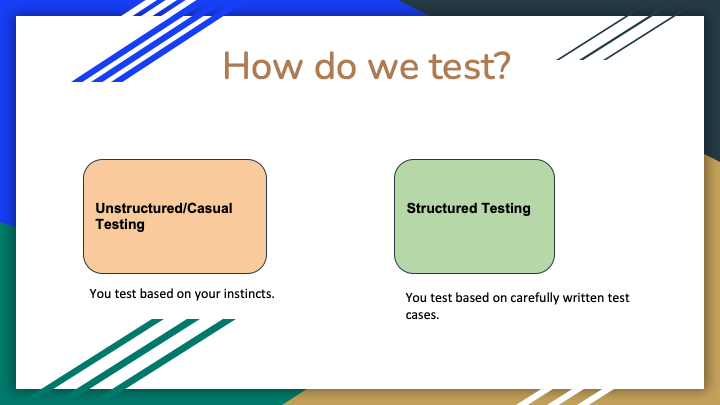 How do we test?
Unstructured/Casual
Testing
Structured Testing
You test based on your instincts.
You test based on carefully written test
cases.